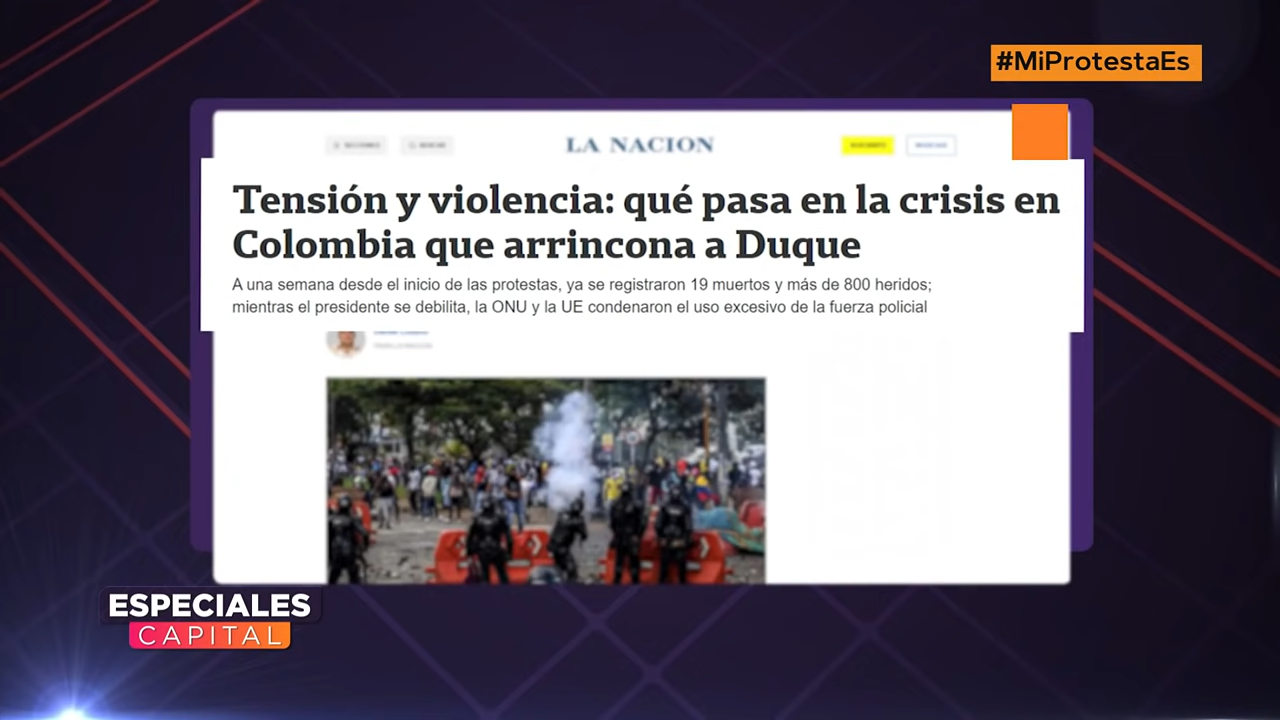 #MiProtestaEs
LA NACION
Tensión y violencia: qué pasa en la crisis en
Colombia que arrincona a Duque
A una semana desde el inicio de las protestas, ya se registraron 19 muertos y más de 800 heridos;
mientras el presidente se debilita, la ONU y la UE condenaron el uso excesivo de la fuerza policial
ESPECIALES
CAPITAL